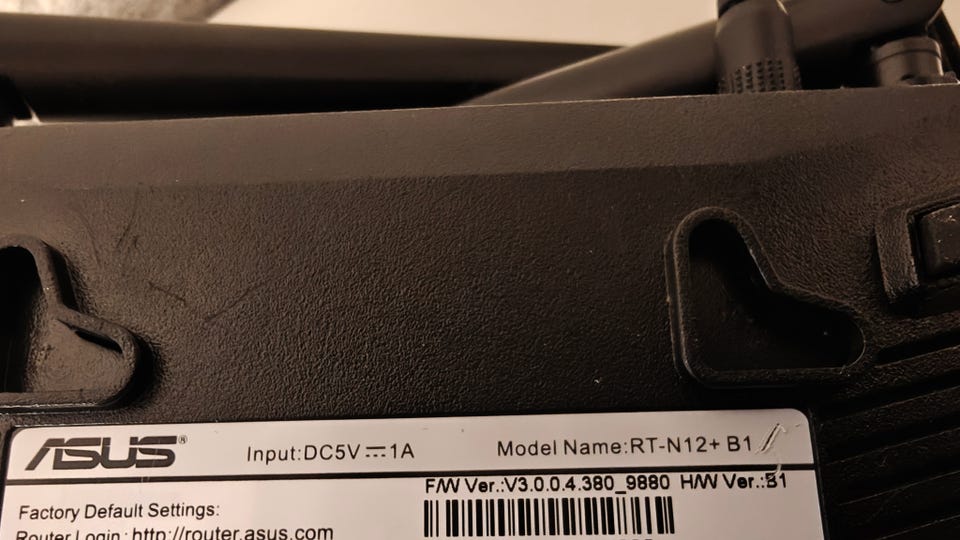 ASUS® Input:DC5V⎓1A Model Name:RT-N12+ B1
F/W Ver.:V3.0.0.4.380_9880 H/W Ver.:B1
Factory Default Settings:
Router Login : http://router.asus.com